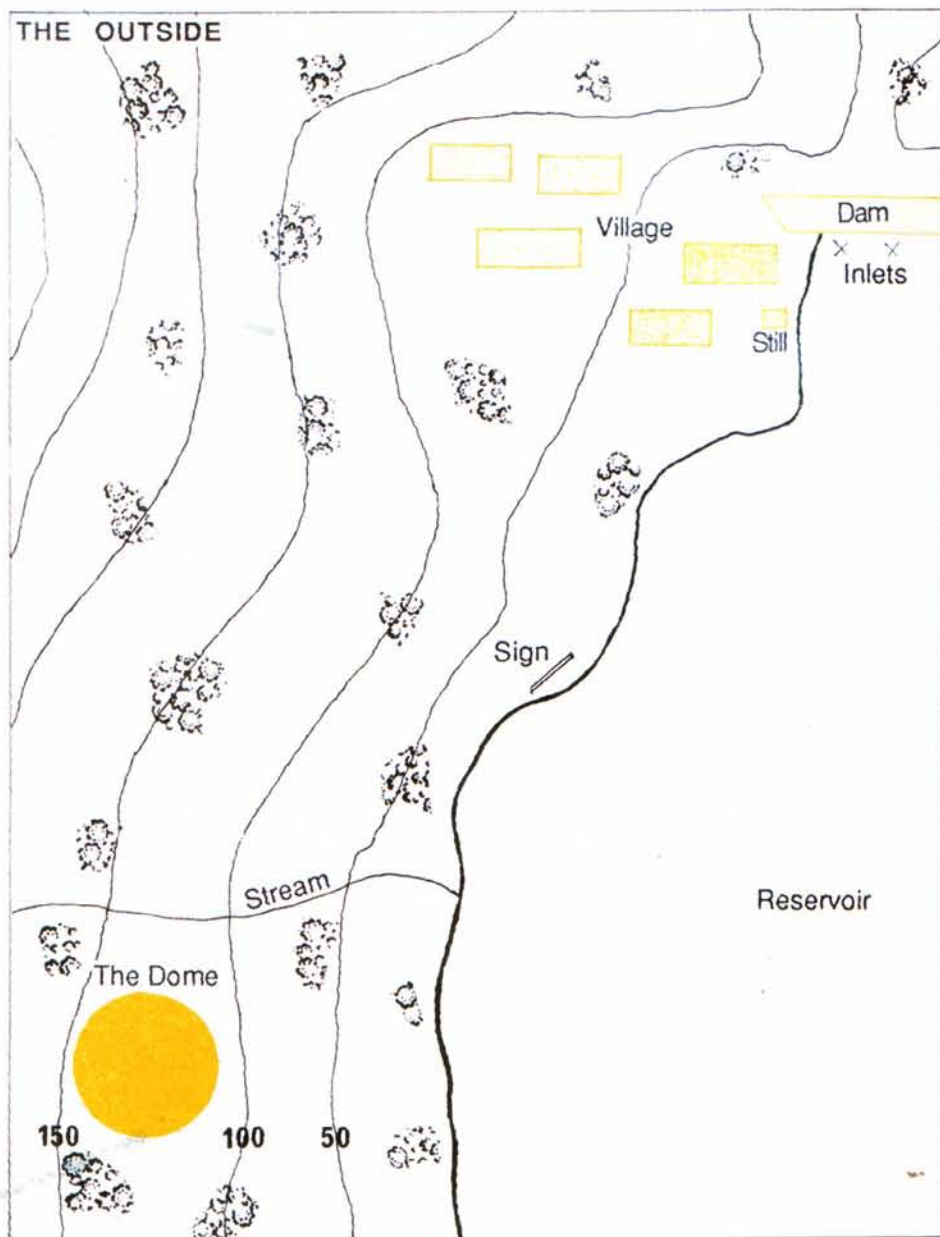 THE OUTSIDE
Dam
Village
Inlets
Still
Sign
Stream
Reservoir
The Dome
150 100 50